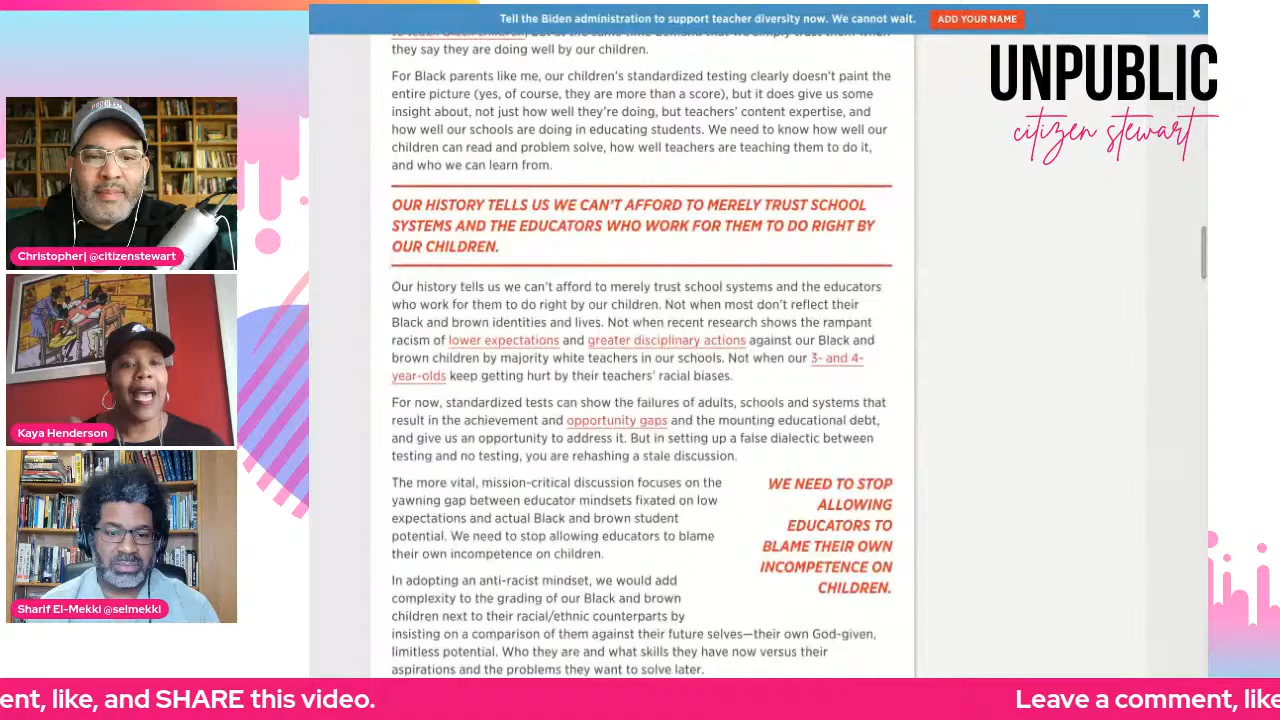 Tell the Biden administration to support teacher diversity now. We cannot wait.
ADD YOUR NAME
X
they say they are doing well by our children.
For Black parents like me, our children's standardized testing clearly doesn't paint the
entire picture (yes, of course, they are more than a score), but it does give us some
insight about, not just how well they're doing, but teachers' content expertise, and
how well our schools are doing in educating students. We need to know how well our
children can read and problem solve, how well teachers are teaching them to do it,
and who we can learn from.
OUR HISTORY TELLS US WE CAN'T AFFORD TO MERELY TRUST SCHOOL
SYSTEMS AND THE EDUCATORS WHO WORK FOR THEM TO DO RIGHT BY
OUR CHILDREN.
Our history tells us we can't afford to merely trust school systems and the educators
who work for them to do right by our children. Not when most don't reflect their
Black and brown identities and lives. Not when recent research shows the rampant
racism of lower expectations and greater disciplinary actions against our Black and
brown children by majority white teachers in our schools. Not when our 3- and 4-
year-olds keep getting hurt by their teachers' racial biases.
For now, standardized tests can show the failures of adults, schools and systems that
result in the achievement and opportunity gaps and the mounting educational debt,
and give us an opportunity to address it. But in setting up a false dialectic between
testing and no testing, you are rehashing a stale discussion.
The more vital, mission-critical discussion focuses on the
yawning gap between educator mindsets fixated on low
expectations and actual Black and brown student
potential. We need to stop allowing educators to blame
their own incompetence on children.
WE NEED TO STOP
ALLOWING
EDUCATORS TO
BLAME THEIR OWN
INCOMPETENCE ON
CHILDREN.
In adopting an anti-racist mindset, we would add
complexity to the grading of our Black and brown
children next to their racial/ethnic counterparts by
insisting on a comparison of them against their future selves—their own God-given,
limitless potential. Who they are and what skills they have now versus their
aspirations and the problems they want to solve later.
UNPUBLIC
citizen stewart
PROBLEM
Christopher| @citizenstewart
Kaya Henderson
Sharif El-Mekki @selmekki
ent, like, and SHARE this video.
Leave a comment, like